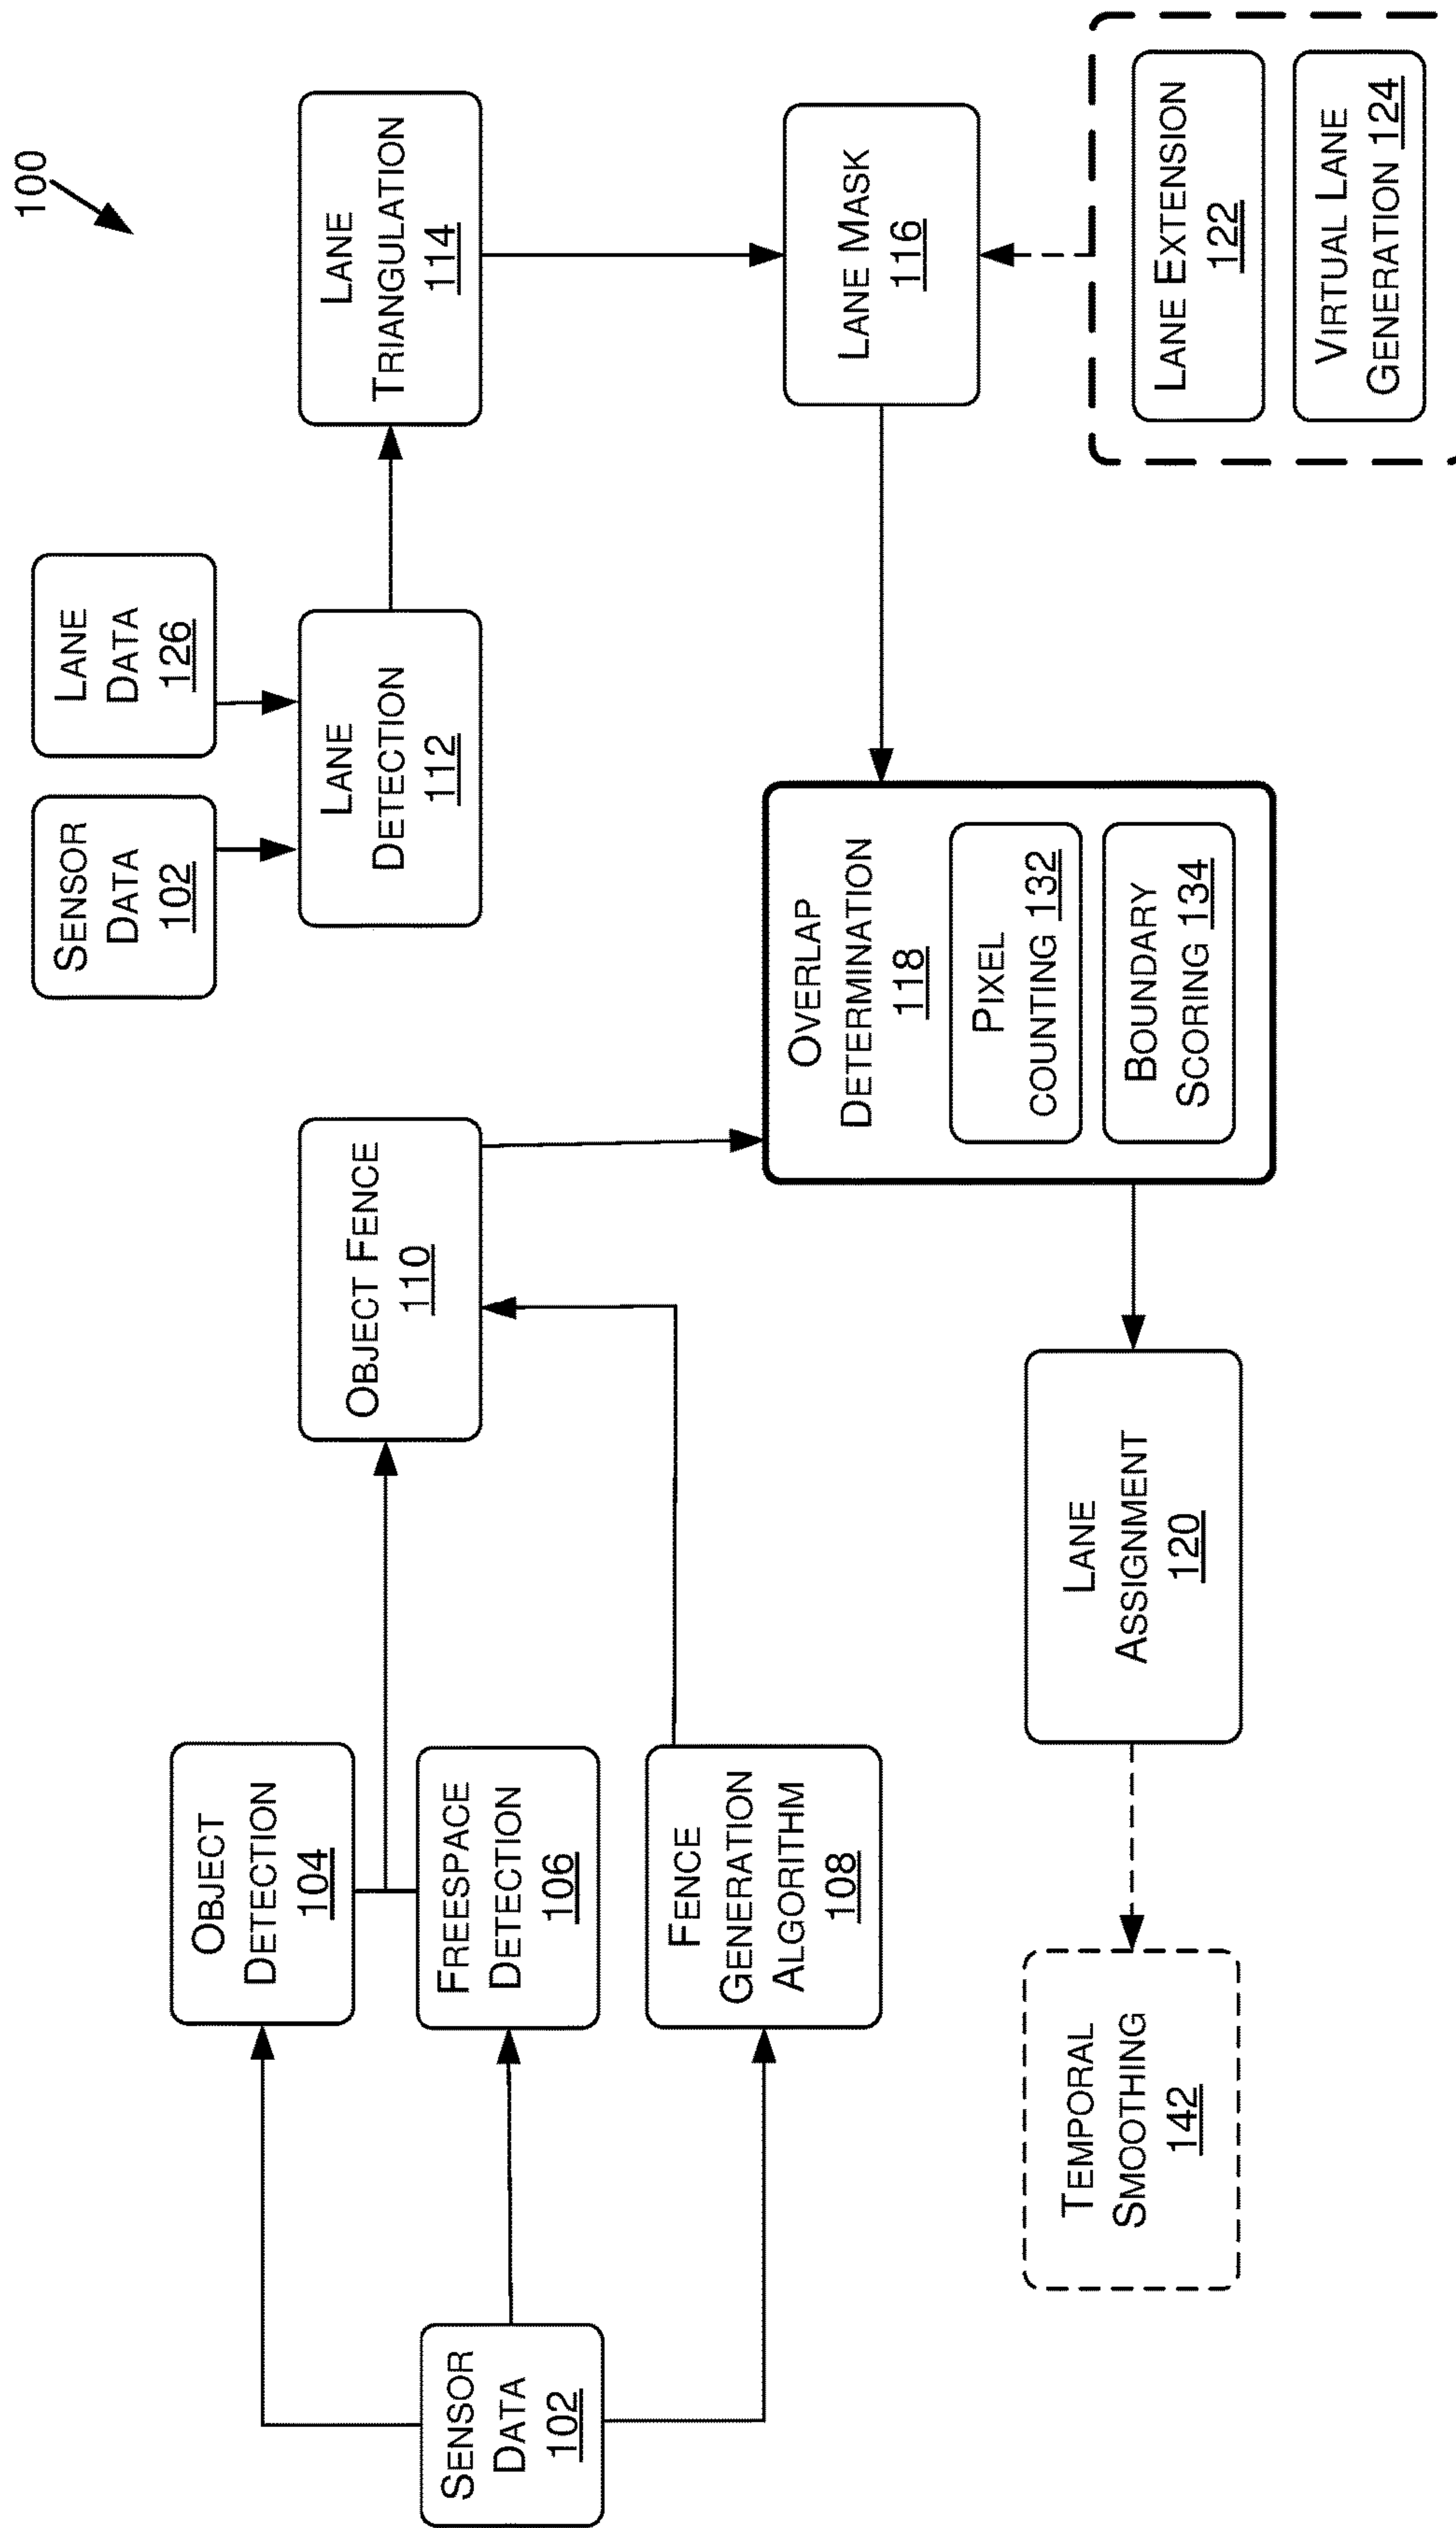 100
SENSOR
DATA
102
OBJECT
DETECTION
104
FREESPACE
DETECTION
106
FENCE
GENERATION
ALGORITHM
108
OBJECT FENCE
110
SENSOR
DATA
102
LANE
DATA
126
LANE
DETECTION
112
LANE
TRIANGULATION
114
LANE MASK
116
LANE EXTENSION
122
VIRTUAL LANE
GENERATION 124
OVERLAP
DETERMINATION
118
PIXEL
COUNTING 132
BOUNDARY
SCORING 134
LANE
ASSIGNMENT
120
TEMPORAL
SMOOTHING
142